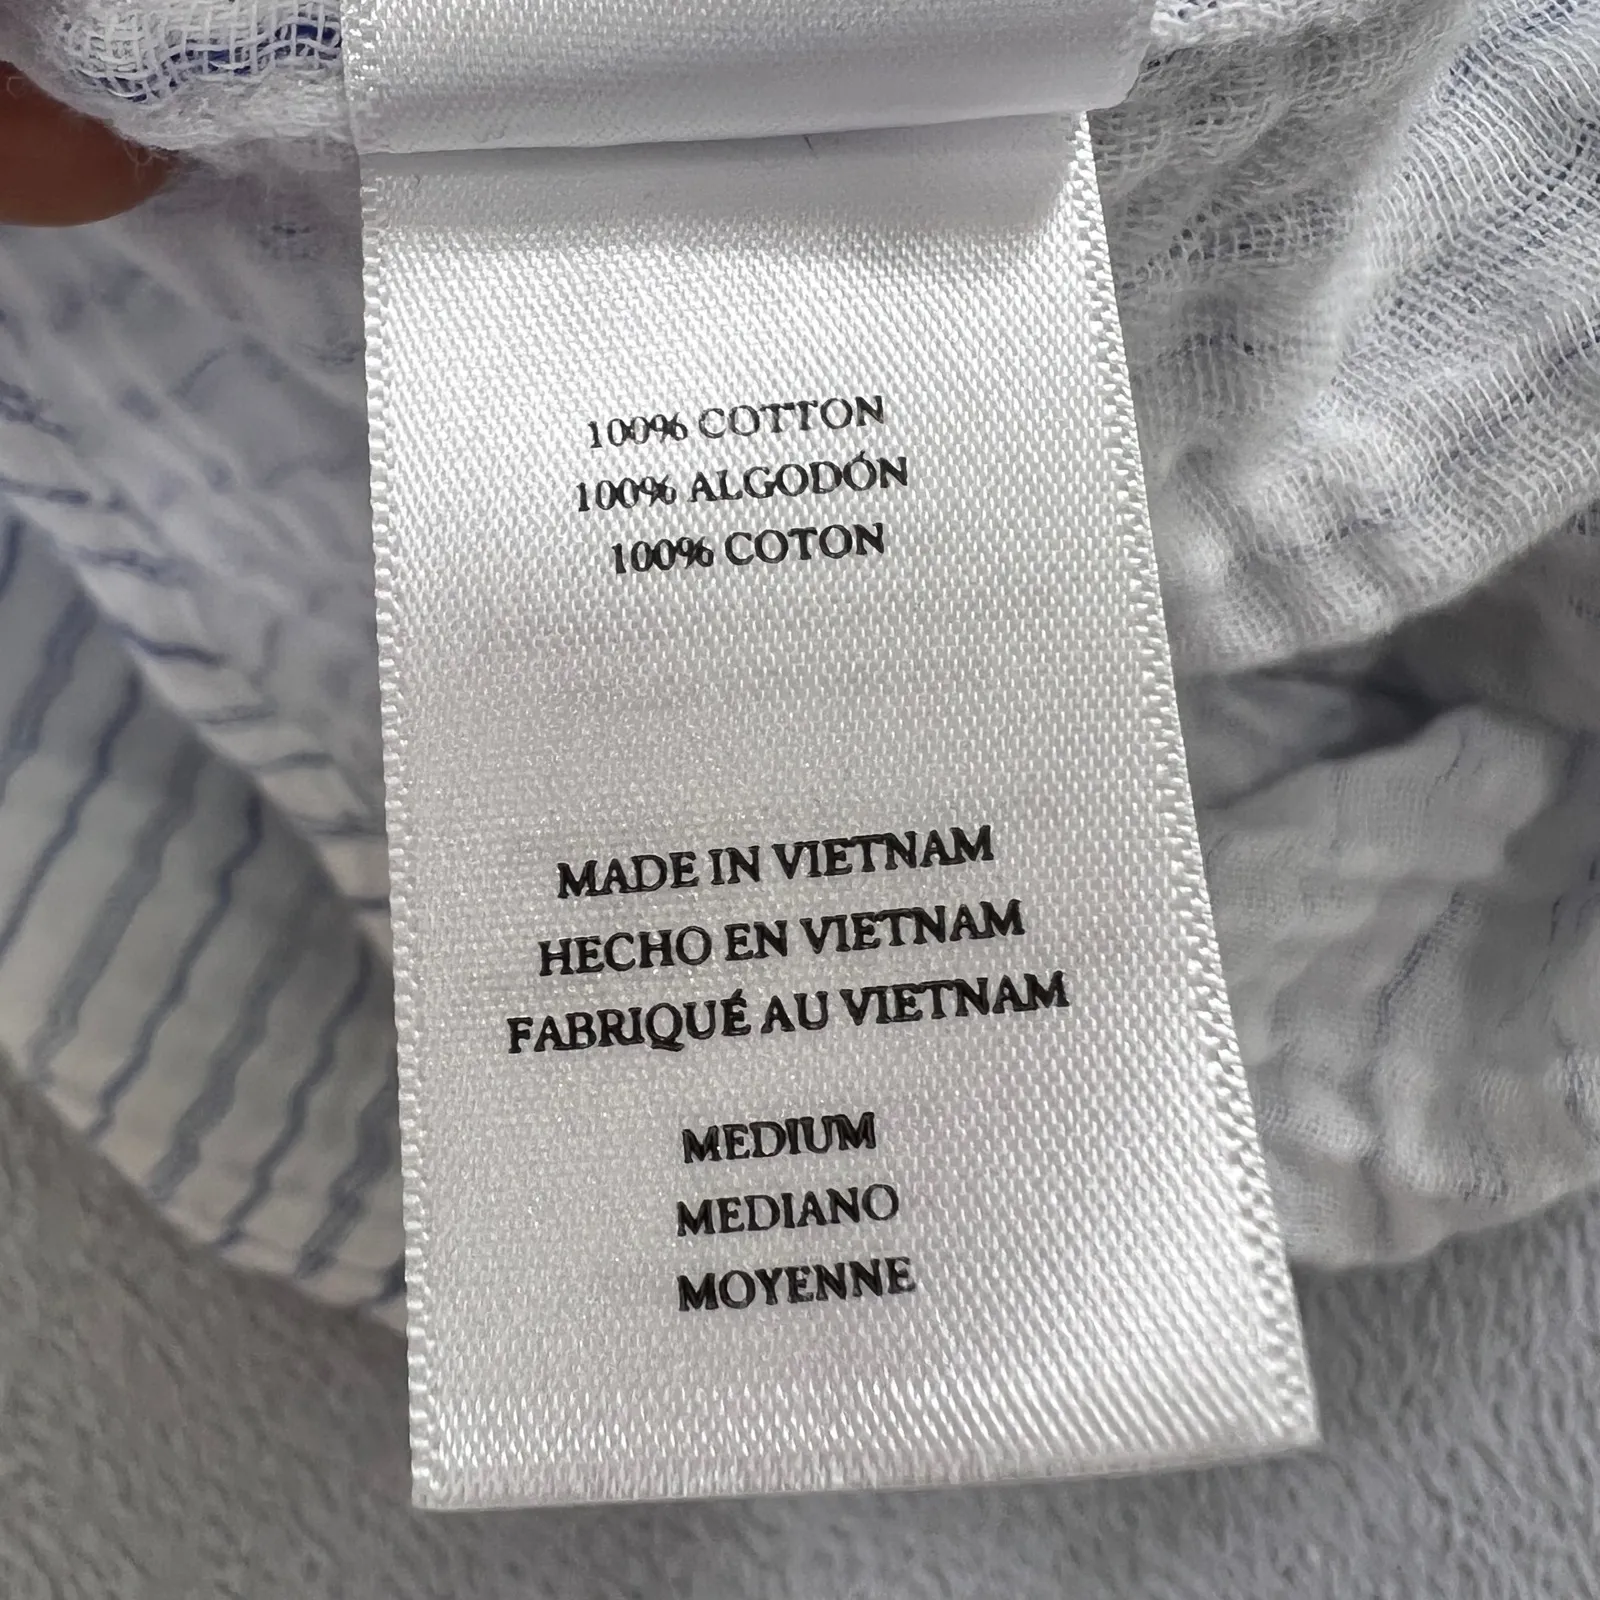 100% COTTON
100% ALGODÓN
100% COTON
MADE IN VIETNAM
HECHO EN VIETNAM
FABRIQUÉ AU VIETNAM
MEDIUM
MEDIANO
MOYENNE